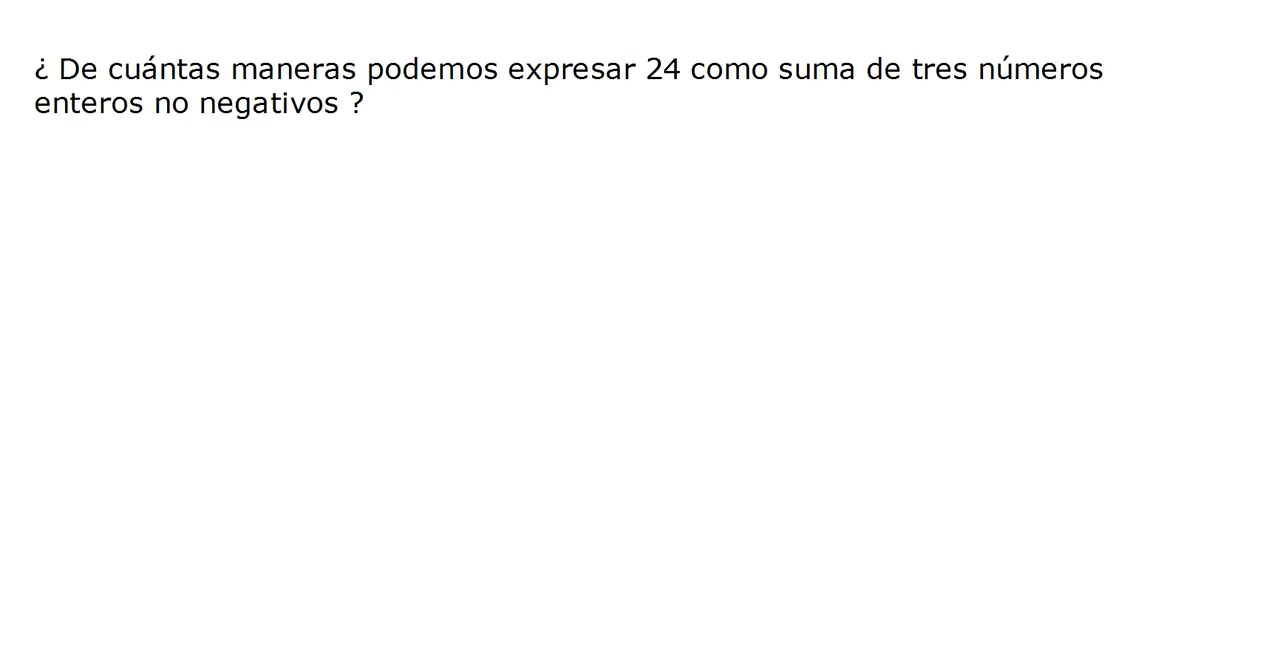 ¿ De cuántas maneras podemos expresar 24 como suma de tres números
enteros no negativos ?